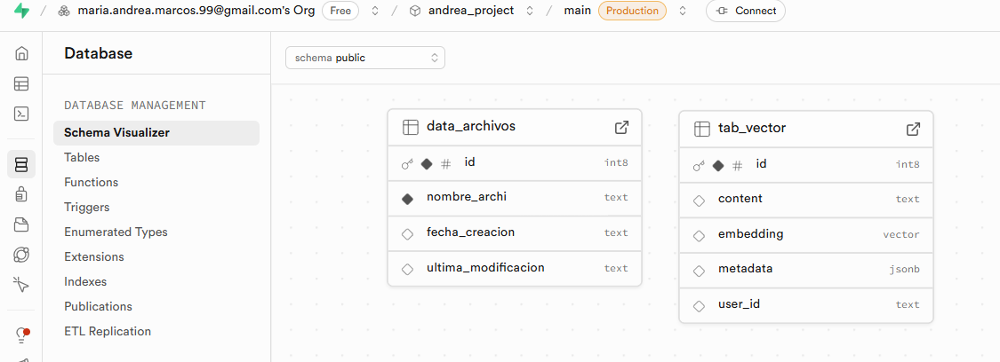 / maria.andrea.marcos.99@gmail.com's Org Free / andrea_project / main Production Connect
Database
schema public
DATABASE MANAGEMENT
Schema Visualizer
Tables
Functions
Triggers
Enumerated Types
Extensions
Indexes
Publications
ETL Replication
data_archivos
# id int8
nombre_archi text
fecha_creacion text
ultima_modificacion text
tab_vector
# id int8
content text
embedding vector
metadata jsonb
user_id text